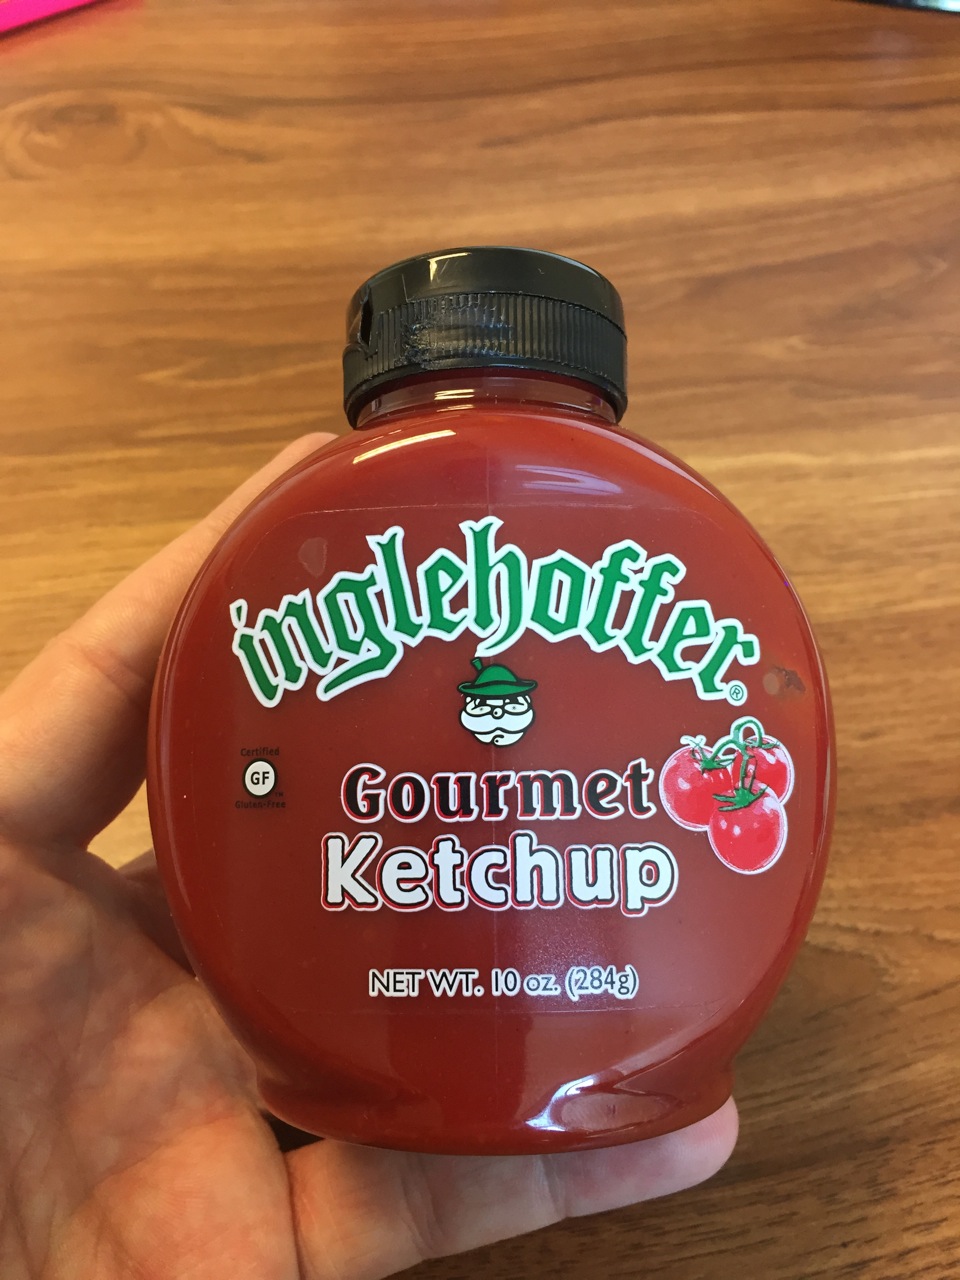 inglehoffer®
Certified
GF
Gluten-Free
Gourmet
Ketchup
NET WT. 10 oz. (284g)